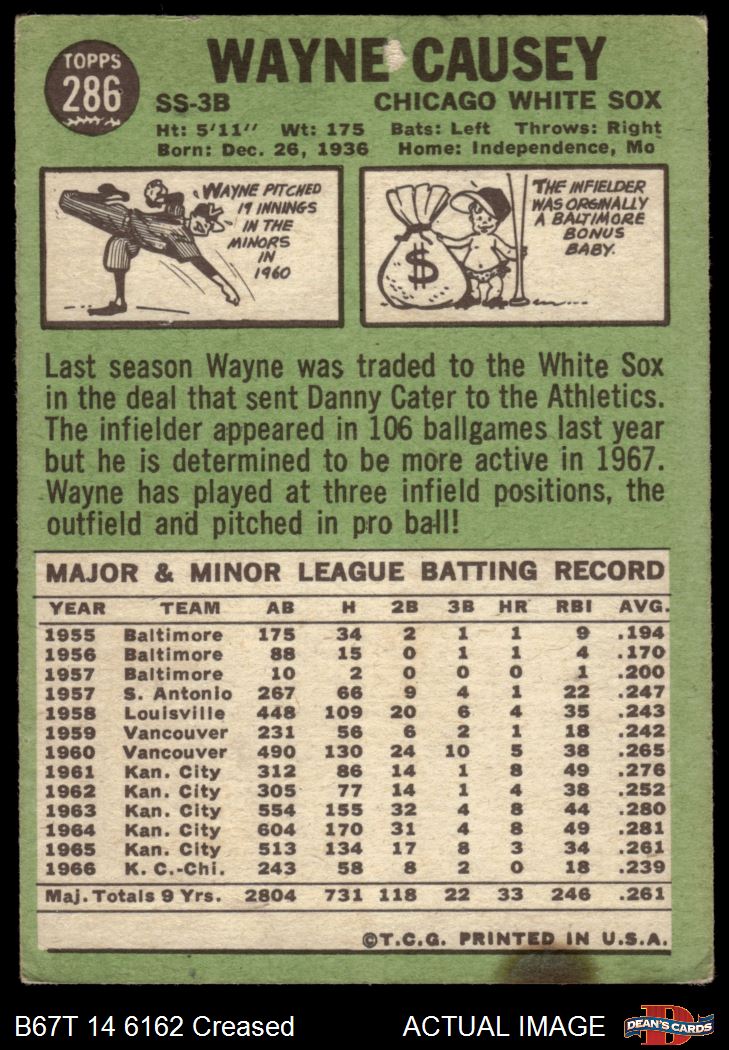 TOPPS
286
WAYNE CAUSEY
SS-3B CHICAGO WHITE SOX
Ht: 5'11" Wt: 175 Bats: Left Throws: Right
Born: Dec. 26, 1936 Home: Independence, Mo
WAYNE PITCHED
19 INNINGS
IN THE
MINORS
IN
1960
$
THE INFIELDER
WAS ORGINALLY
A BALTIMORE
BONUS
BABY.
Last season Wayne was traded to the White Sox
in the deal that sent Danny Cater to the Athletics.
The infielder appeared in 106 ballgames last year
but he is determined to be more active in 1967.
Wayne has played at three infield positions, the
outfield and pitched in pro ball!
MAJOR & MINOR LEAGUE BATTING RECORD
YEAR TEAM AB H 2B 3B HR RBI AVG.
1955 Baltimore 175 34 2 1 1 9 .194
1956 Baltimore 88 15 0 1 1 4 .170
1957 Baltimore 10 2 0 0 0 1 .200
1957 S. Antonio 267 66 9 4 1 22 .247
1958 Louisville 448 109 20 6 4 35 .243
1959 Vancouver 231 56 6 2 1 18 .242
1960 Vancouver 490 130 24 10 5 38 .265
1961 Kan. City 312 86 14 1 8 49 .276
1962 Kan. City 305 77 14 1 4 38 .252
1963 Kan. City 554 155 32 4 8 44 .280
1964 Kan. City 604 170 31 4 8 49 .281
1965 Kan. City 513 134 17 8 3 34 .261
1966 K. C.-Chi. 243 58 8 2 0 18 .239
Maj. Totals 9 Yrs. 2804 731 118 22 33 246 .261
©T.C.G. PRINTED IN U.S.A.
B67T 14 6162 Creased ACTUAL IMAGE
DEAN'S CARDS